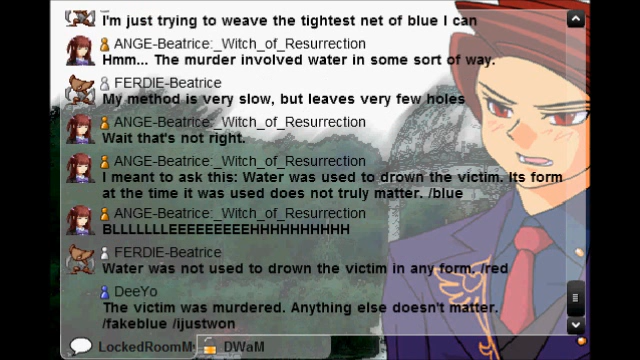 I'm just trying to weave the tightest net of blue I can
ANGE-Beatrice:_Witch_of_Resurrection
Hmm... The murder involved water in some sort of way.
FERDIE-Beatrice
My method is very slow, but leaves very few holes
ANGE-Beatrice:_Witch_of_Resurrection
Wait that's not right.
ANGE-Beatrice:_Witch_of_Resurrection
I meant to ask this: Water was used to drown the victim. Its form
at the time it was used does not truly matter. /blue
ANGE-Beatrice:_Witch_of_Resurrection
BLLLLLLLEEEEEEEEEEHHHHHHHHHH
FERDIE-Beatrice
Water was not used to drown the victim in any form. /red
DeeYo
The victim was murdered. Anything else doesn't matter.
/fakeblue /ijustwon
LockedRoomM DWaM